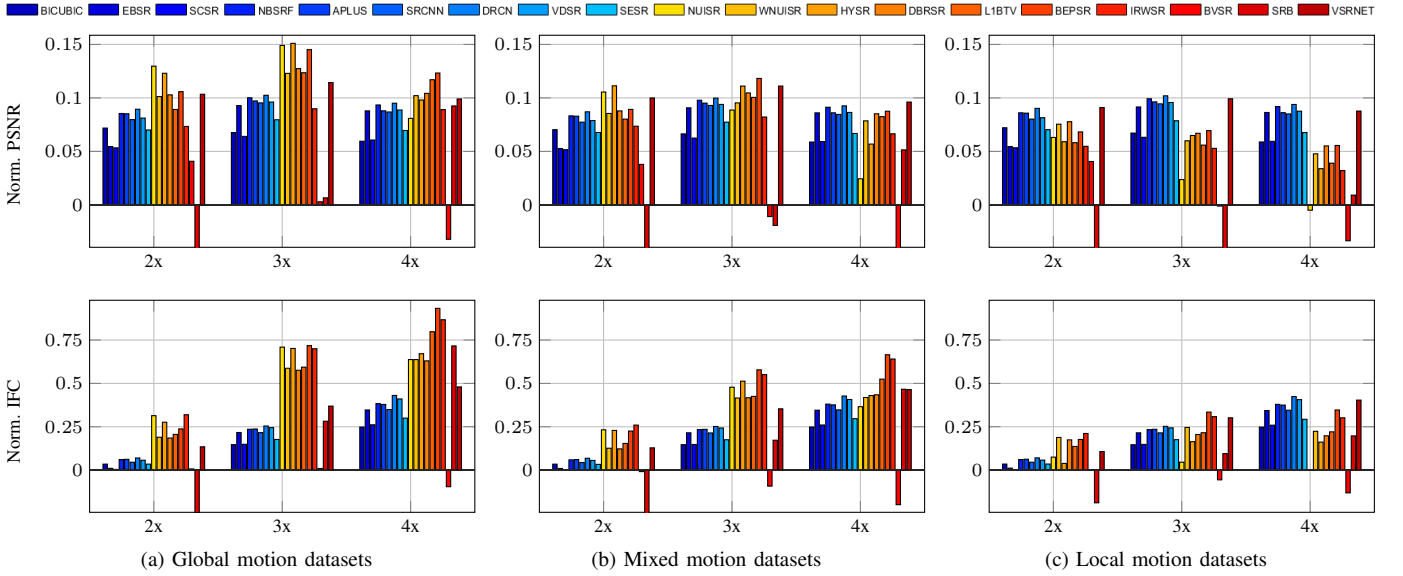 BICUBIC EBSR SCSR NBSRF APLUS SRCNN DRCN VDSR SESR NUISR WNUISR HYSR DBRSR L1BTV BEPSR IRWSR BVSR SRB VSRNET
Norm. PSNR
0.15
0.1
0.05
0
2x 3x 4x
0.15
0.1
0.05
0
2x 3x 4x
0.15
0.1
0.05
0
2x 3x 4x
Norm. IFC
0.75
0.5
0.25
0
2x 3x 4x
0.75
0.5
0.25
0
2x 3x 4x
0.75
0.5
0.25
0
2x 3x 4x
(a) Global motion datasets
(b) Mixed motion datasets
(c) Local motion datasets